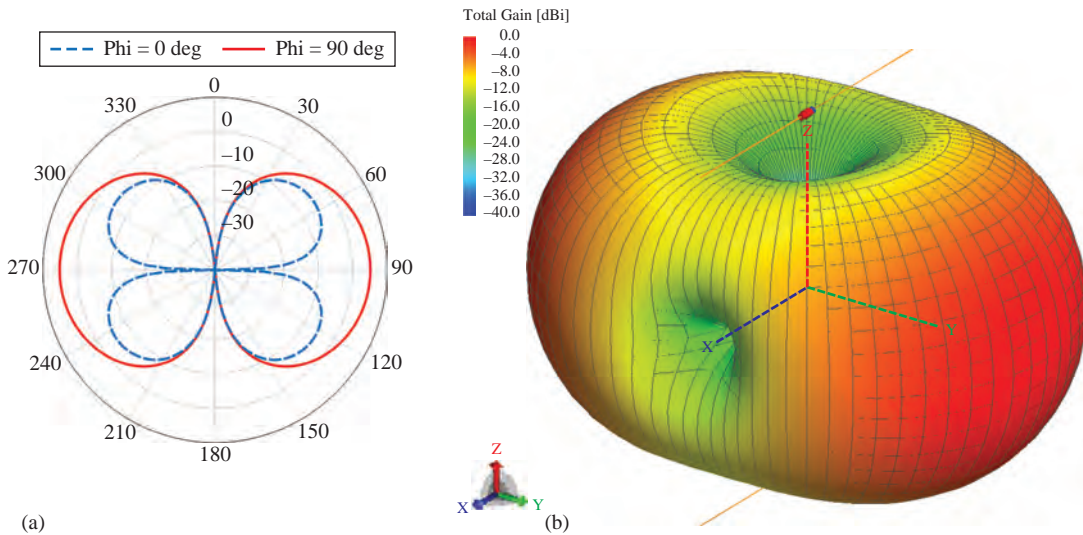 Phi = 0 deg Phi = 90 deg
0
330 30
0
300 −10 60
−20
−30
270 90
240 120
210 150
180
(a)
Total Gain [dBi]
0.0
−4.0
−8.0
−12.0
−16.0
−20.0
−24.0
−28.0
−32.0
−36.0
−40.0
Z
X
Y
Z
X Y
(b)